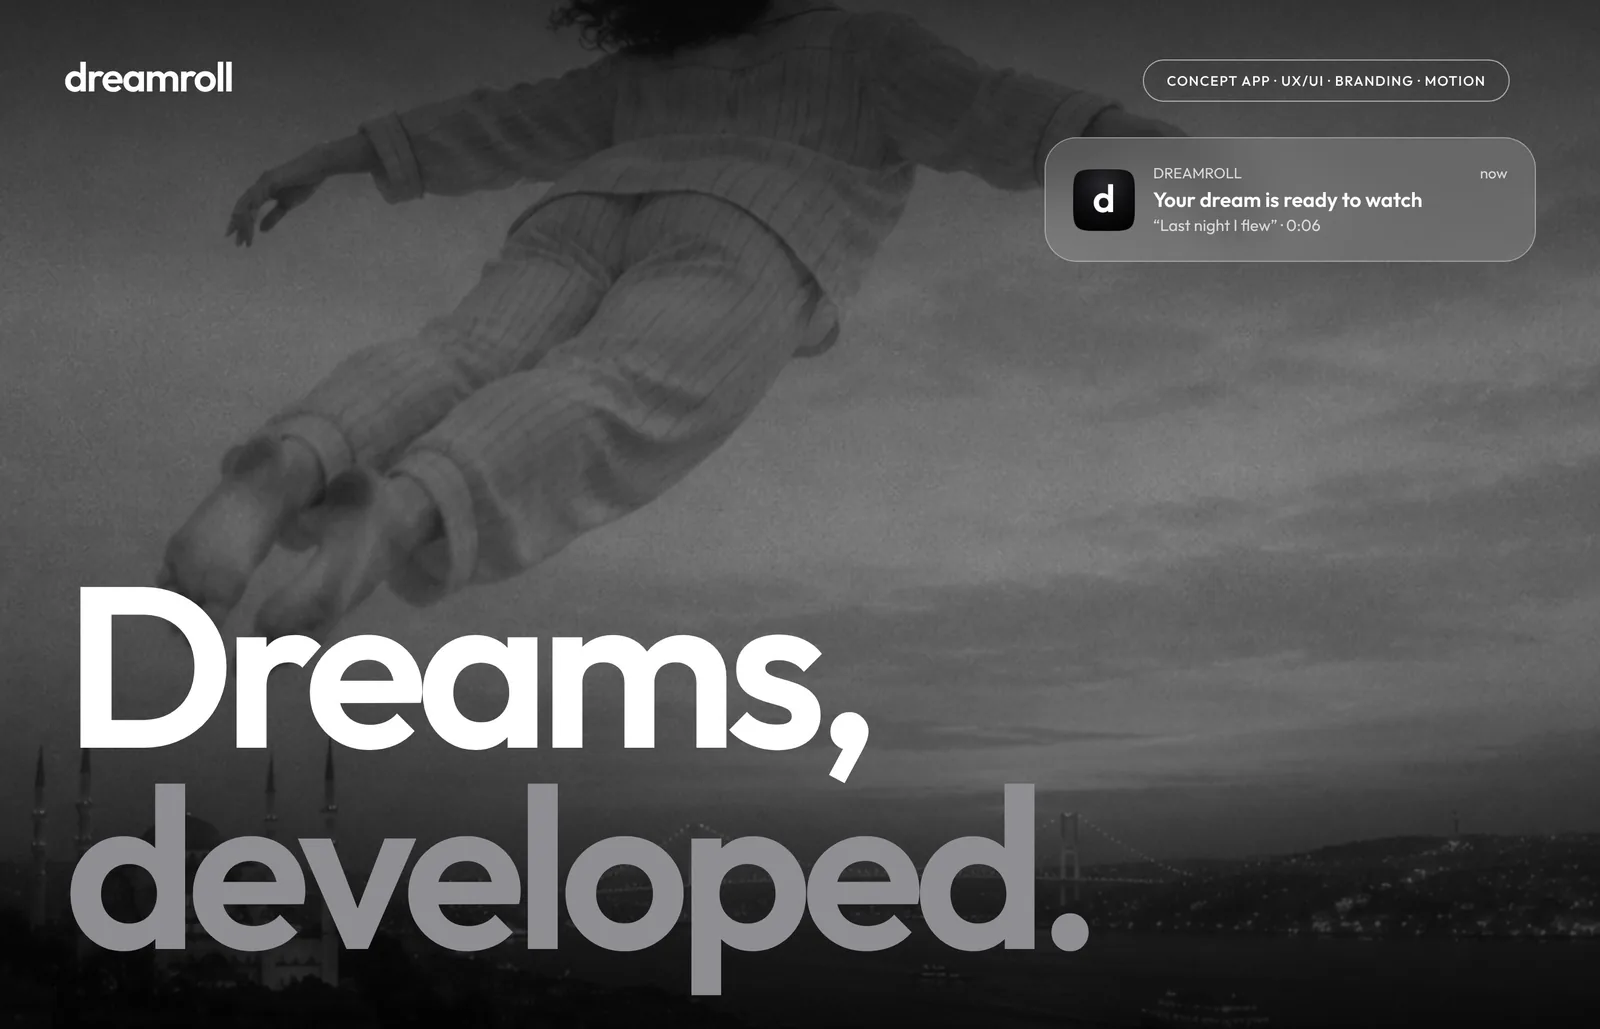 dreamroll
CONCEPT APP · UX/UI · BRANDING · MOTION
d
DREAMROLL now
Your dream is ready to watch
“Last night I flew” · 0:06
Dreams,
developed.